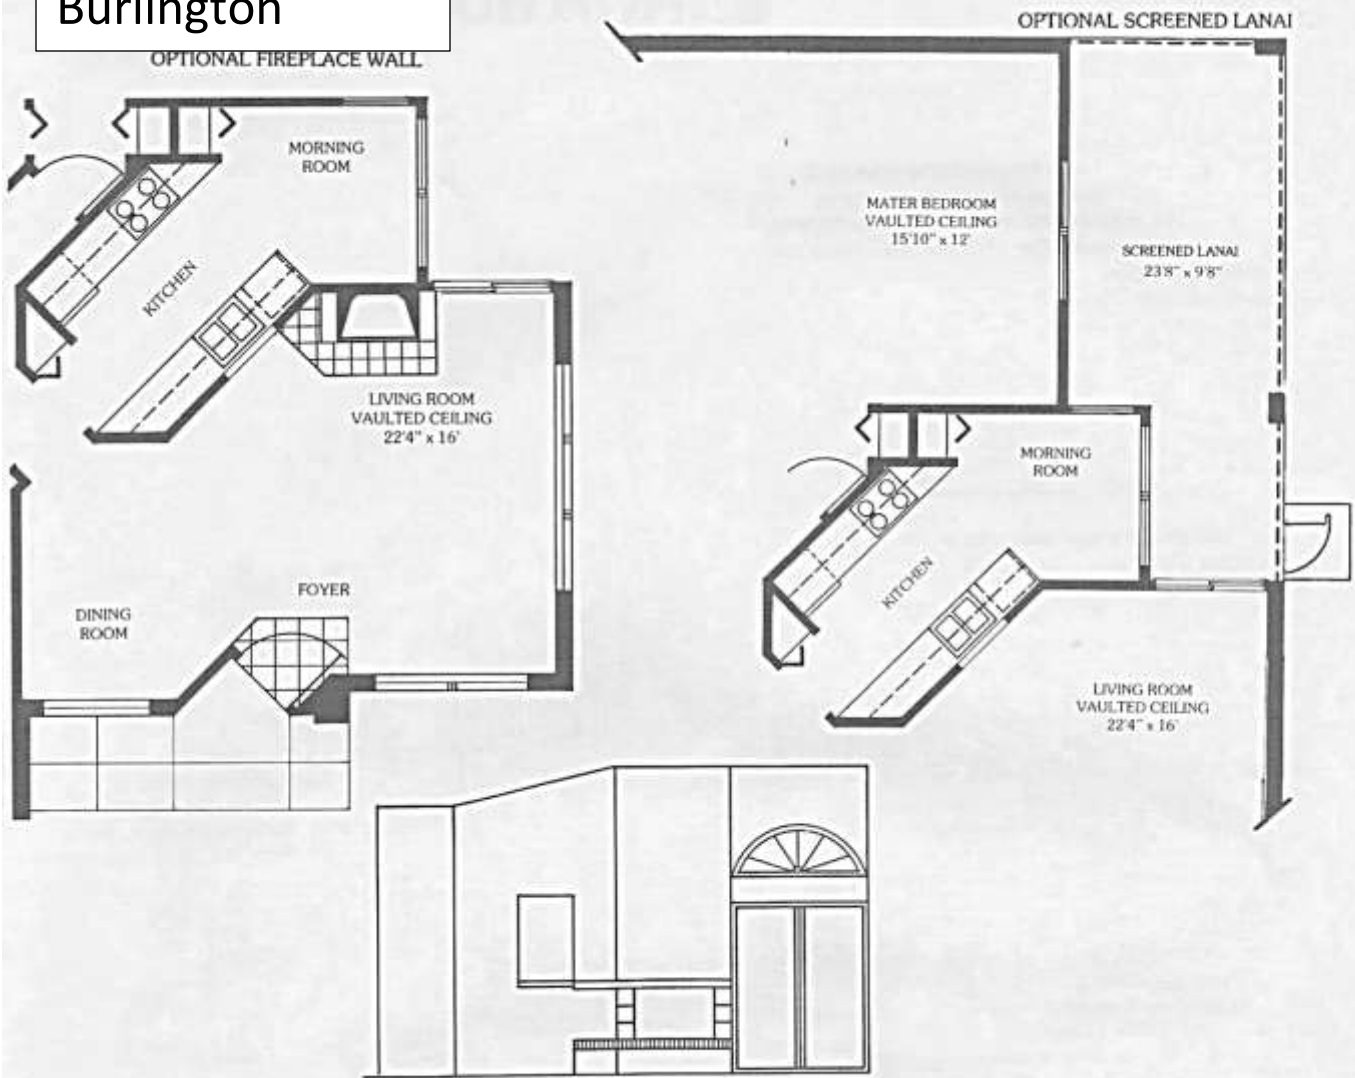 Burlington
OPTIONAL FIREPLACE WALL
MORNING
ROOM
KITCHEN
LIVING ROOM
VAULTED CEILING
22'4" x 16'
FOYER
DINING
ROOM
OPTIONAL SCREENED LANAI
MATER BEDROOM
VAULTED CEILING
15'10" x 12'
SCREENED LANAI
23'8" x 9'8"
MORNING
ROOM
KITCHEN
LIVING ROOM
VAULTED CEILING
22'4" x 16'